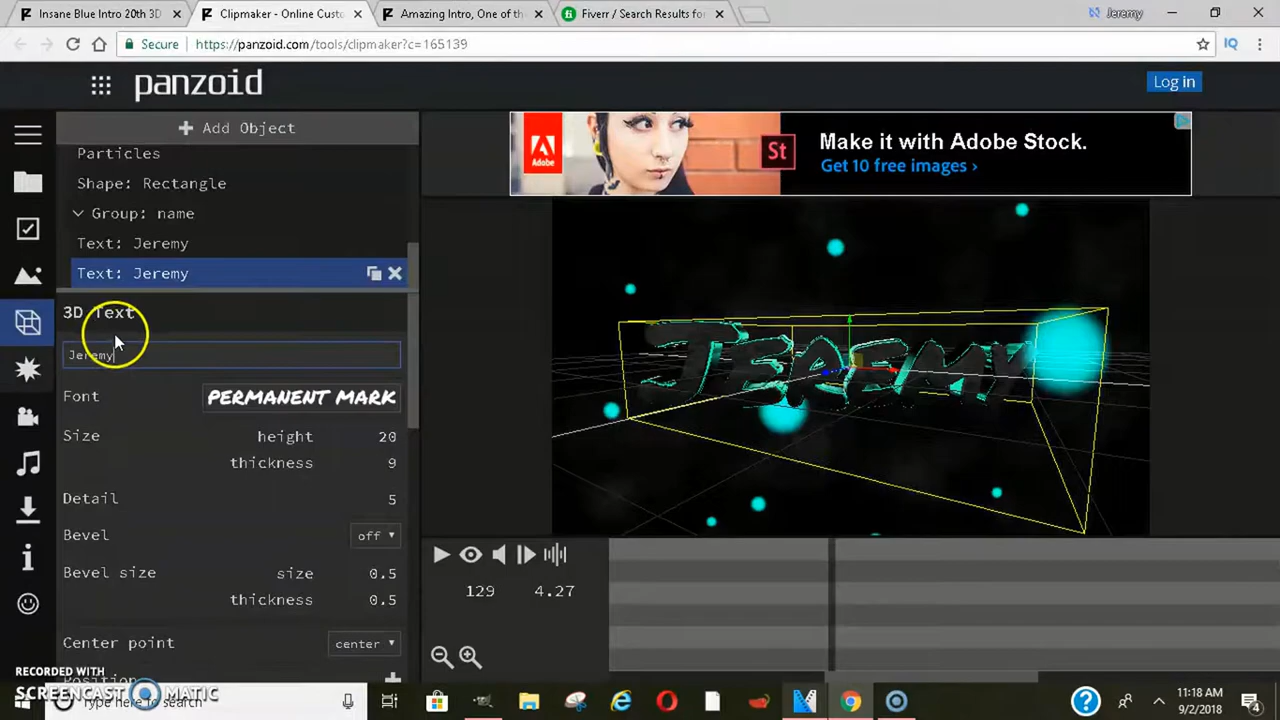 Insane Blue Intro 20th 3D
Clipmaker - Online Custo
Amazing Intro, One of the
Fiverr / Search Results fo
Jeremy
Secure
https://panzoid.com/tools/clipmaker?c=165139
panzoid
Log in
Add Object
Particles
Shape: Rectangle
Group: name
Text: Jeremy
Text: Jeremy
3D Text
Jeremy
Font
PERMANENT MARK
Size
height
20
thickness
9
Detail
5
Bevel
off
Bevel size
size
0.5
thickness
0.5
Center point
center
Position
St
Make it with Adobe Stock.
Get 10 free images ›
Adobe
JEREMY
129
4.27
RECORDED WITH
SCREENCAST MATIC
Type here to search
11:18 AM
9/2/2018
4